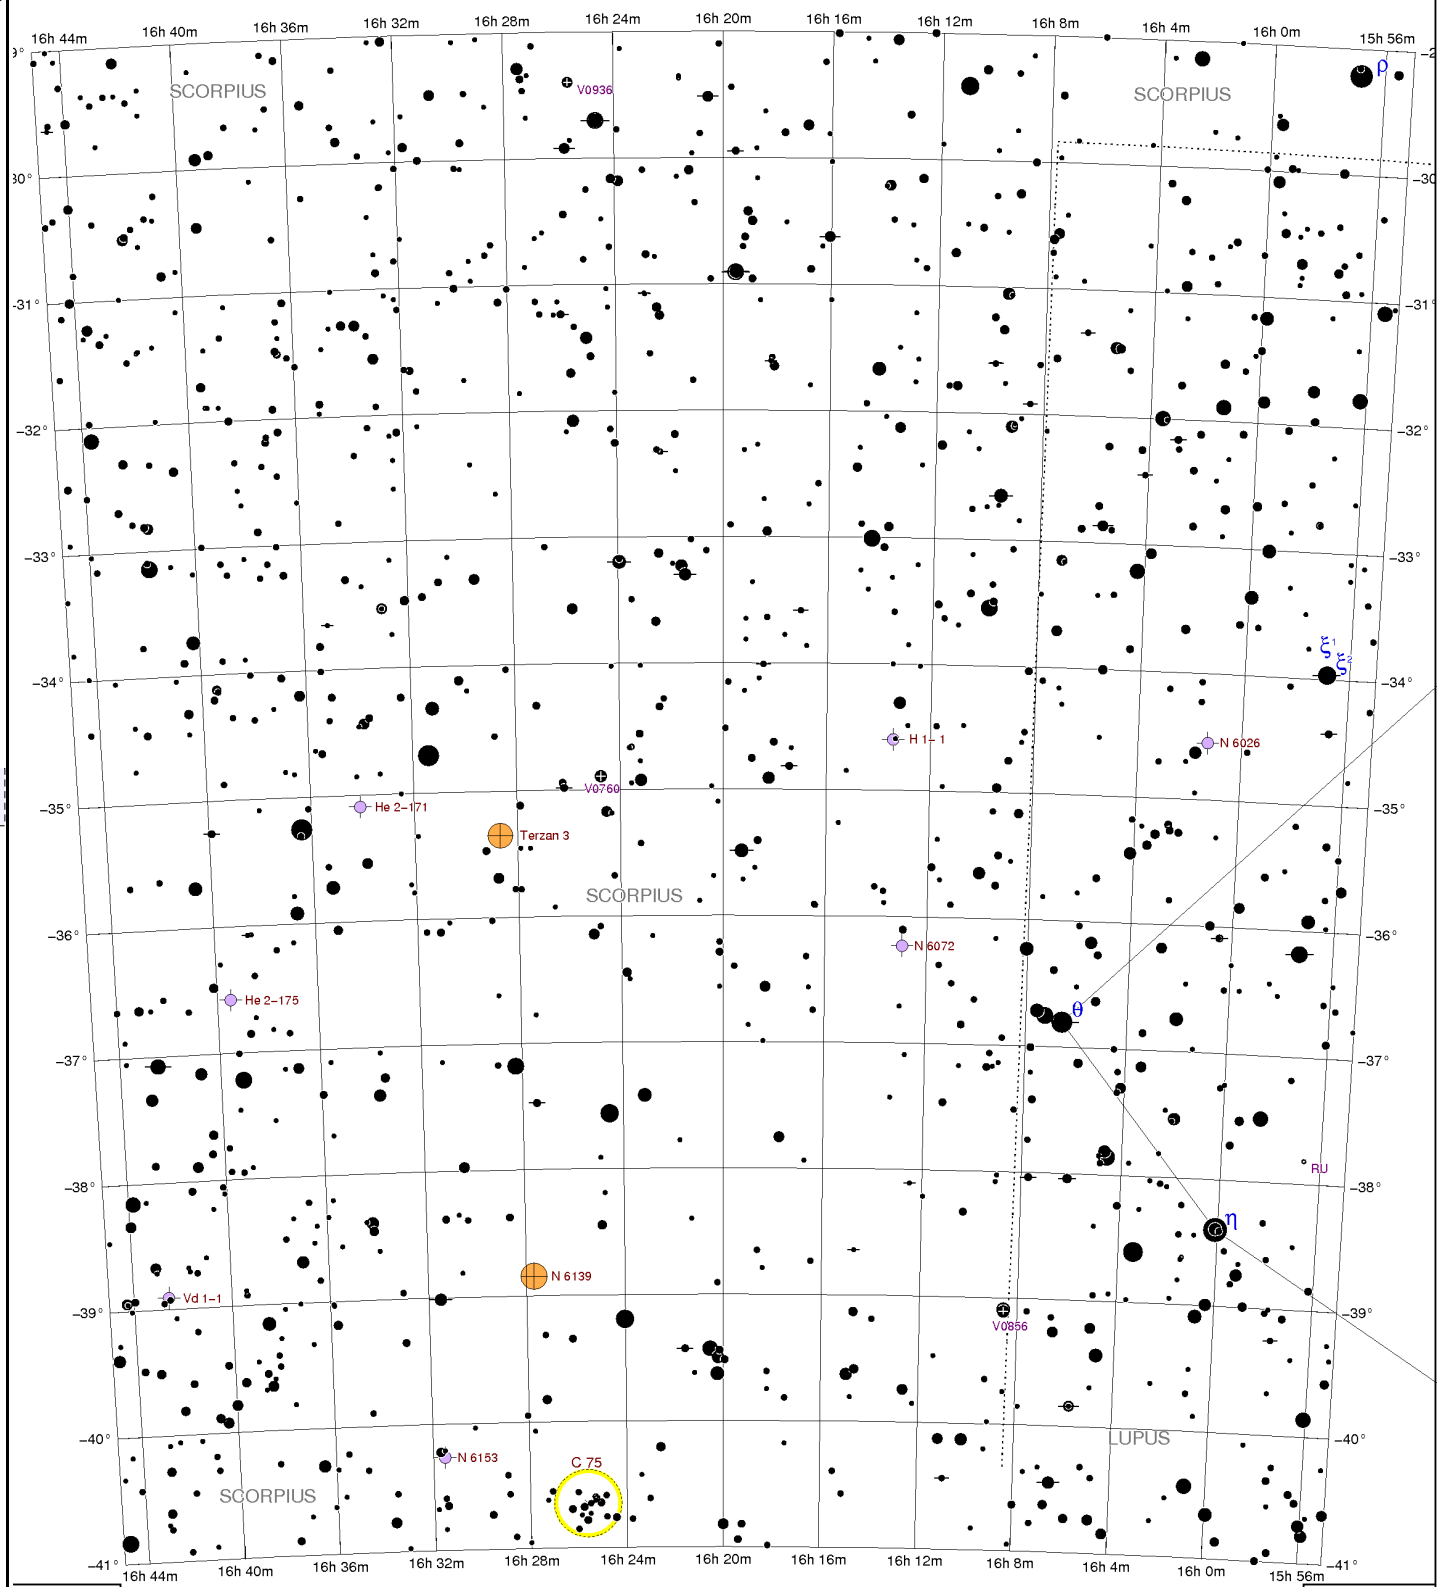 16h 44m 16h 40m 16h 36m 16h 32m 16h 28m 16h 24m 16h 20m 16h 16m 16h 12m 16h 8m 16h 4m 16h 0m 15h 56m
9°
ρ
V0936
SCORPIUS SCORPIUS
30° -30
-31° -31°
-32° -32°
-33° -33°
ξ1
ξ2
-34° -34°
H 1-1 N 6026
V0760
-35° He 2-171 -35°
Terzan 3
SCORPIUS
-36° N 6072 -36°
He 2-175 θ
-37° -37°
RU
-38° -38°
η
N 6139
Vd 1-1
-39° -39°
V0856
-40° LUPUS -40°
N 6153 C 75
SCORPIUS
-41° -41°
16h 44m 16h 40m 16h 36m 16h 32m 16h 28m 16h 24m 16h 20m 16h 16m 16h 12m 16h 8m 16h 4m 16h 0m 15h 56m